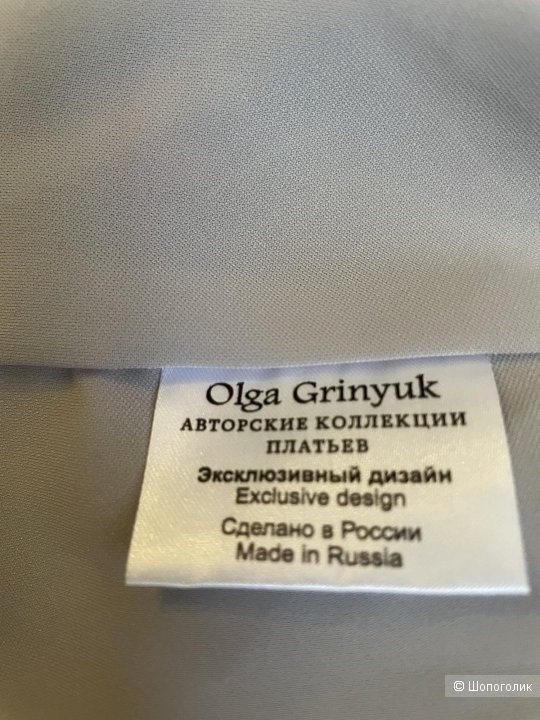 Olga Grinyuk
АВТОРСКИЕ КОЛЛЕКЦИИ
ПЛАТЬЕВ
Эксклюзивный дизайн
Exclusive design
Сделано в России
Made in Russia
© Шопоголик